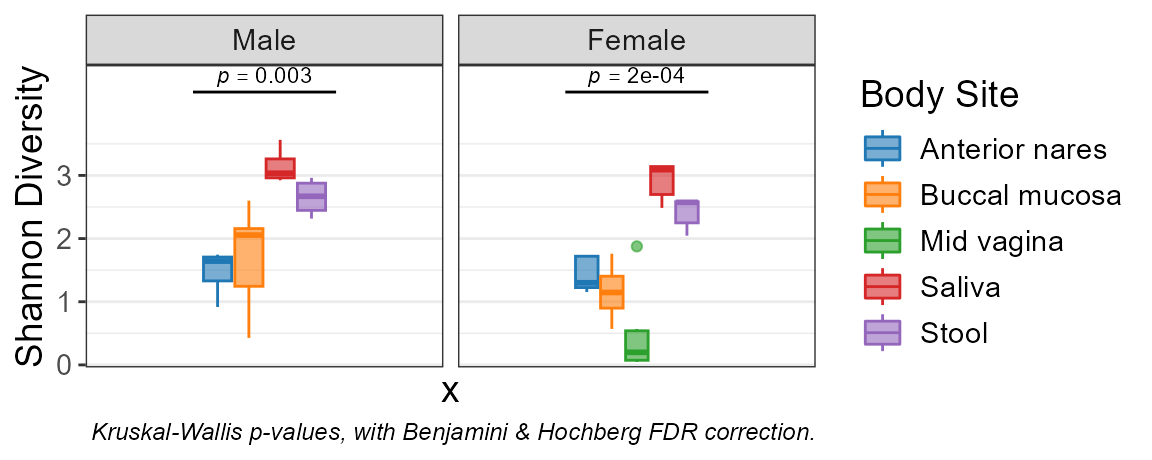 Male
Female
p = 0.003
p = 2e-04
Shannon Diversity
3
2
1
0
x
Kruskal-Wallis p-values, with Benjamini & Hochberg FDR correction.
Body Site
Anterior nares
Buccal mucosa
Mid vagina
Saliva
Stool